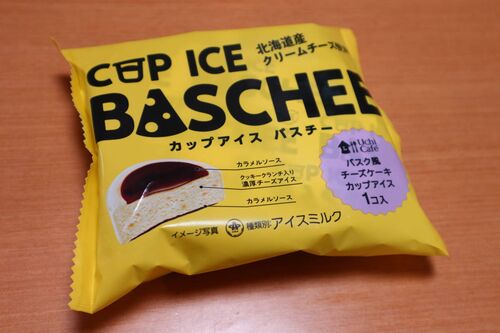 CUP ICE
北海道産
クリームチーズ使用
BASCHEE
カップアイス バスチー
Uchi Café
バスク風
チーズケーキ
カップアイス
1コ入
カラメルソース
クッキークランチ入り
濃厚チーズアイス
カラメルソース
イメージ写真
種類別:アイスミルク